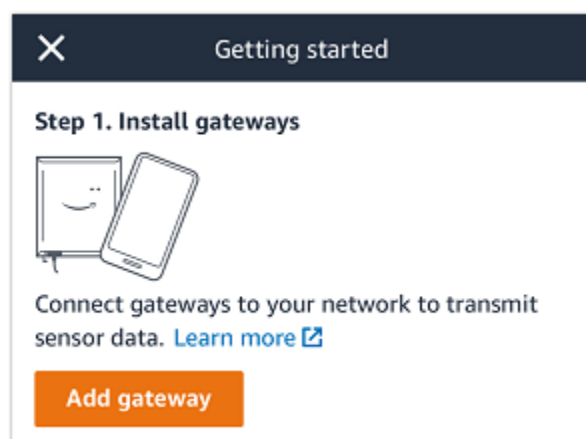 Getting started
Step 1. Install gateways
Connect gateways to your network to transmit
sensor data. Learn more
Add gateway